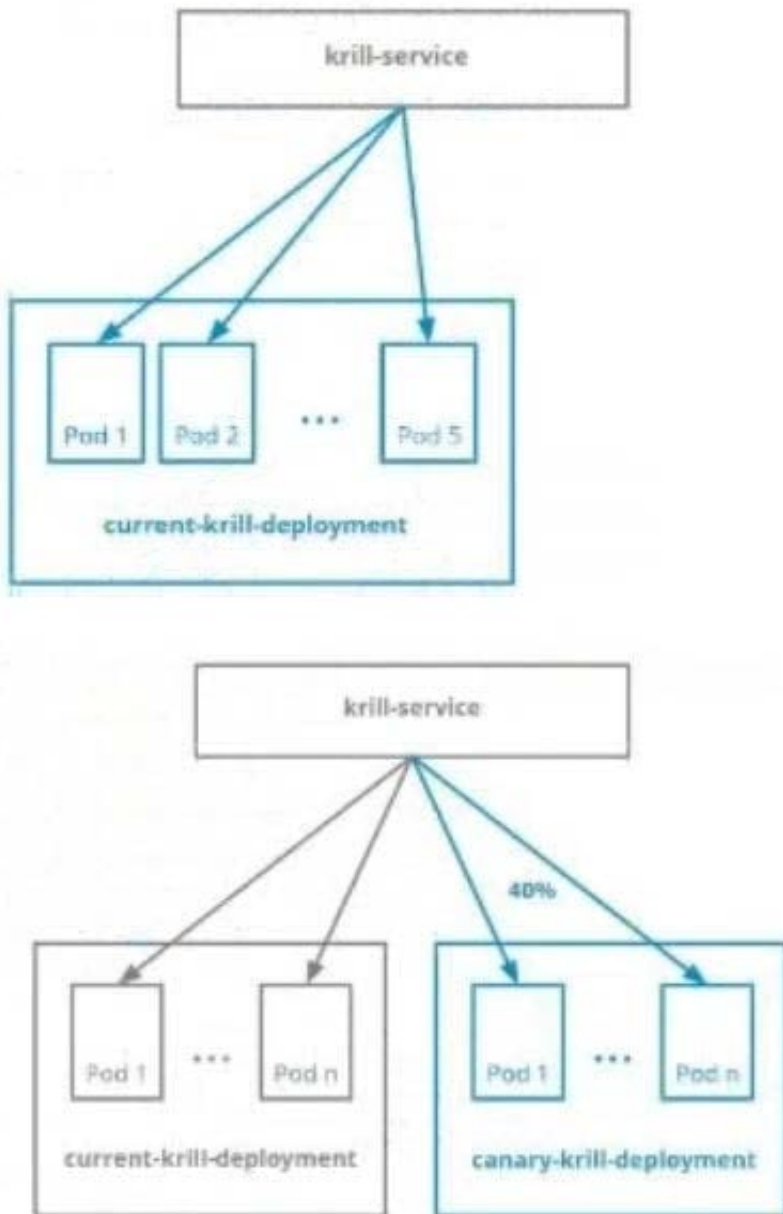 krill-service
Pod 1
Pod 2
...
Pod 5
current-krill-deployment
krill-service
40%
Pod 1
...
Pod n
Pod 1
...
Pod n
current-krill-deployment
canary-krill-deployment